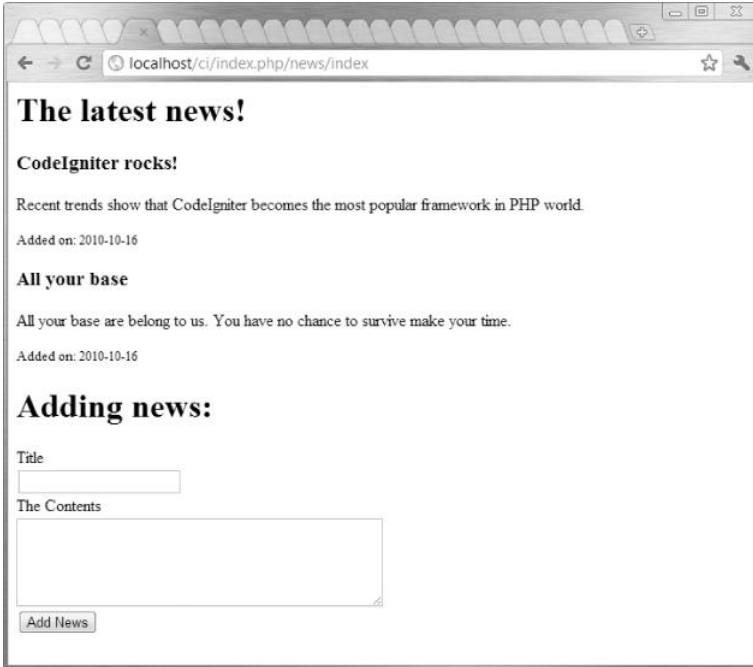 localhost/ci/index.php/news/index
The latest news!
CodeIgniter rocks!
Recent trends show that CodeIgniter becomes the most popular framework in PHP world.
Added on: 2010-10-16
All your base
All your base are belong to us. You have no chance to survive make your time.
Added on: 2010-10-16
Adding news:
Title
The Contents
Add News